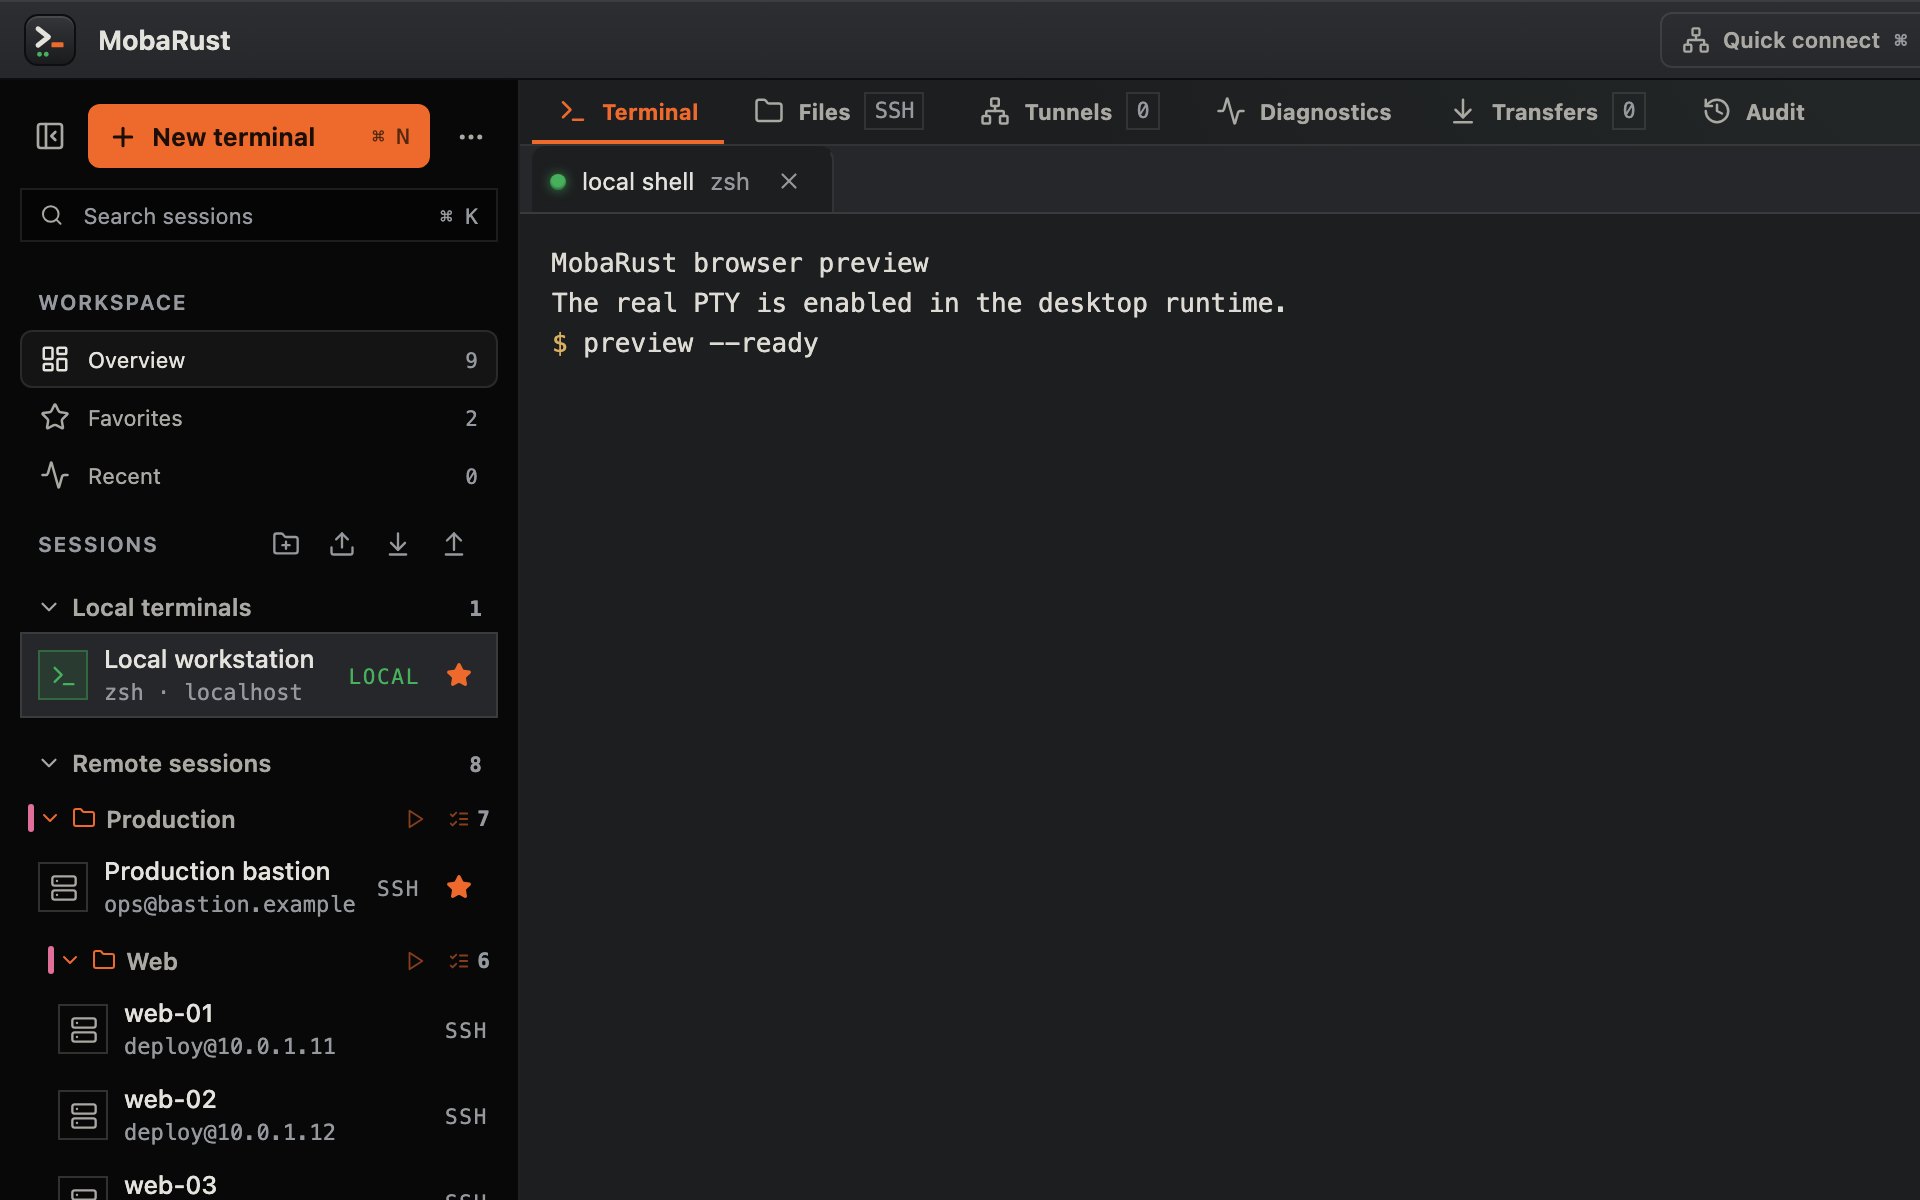 MobaRust
Quick connect ⌘
New terminal ⌘ N
Search sessions ⌘ K
WORKSPACE
Overview 9
Favorites 2
Recent 0
SESSIONS
Local terminals 1
Local workstation
zsh · localhost
LOCAL
Remote sessions 8
Production 7
Production bastion
ops@bastion.example
SSH
Web 6
web-01
deploy@10.0.1.11
SSH
web-02
deploy@10.0.1.12
SSH
web-03
SSH
Terminal
Files SSH
Tunnels 0
Diagnostics
Transfers 0
Audit
local shell zsh
MobaRust browser preview
The real PTY is enabled in the desktop runtime.
$ preview --ready